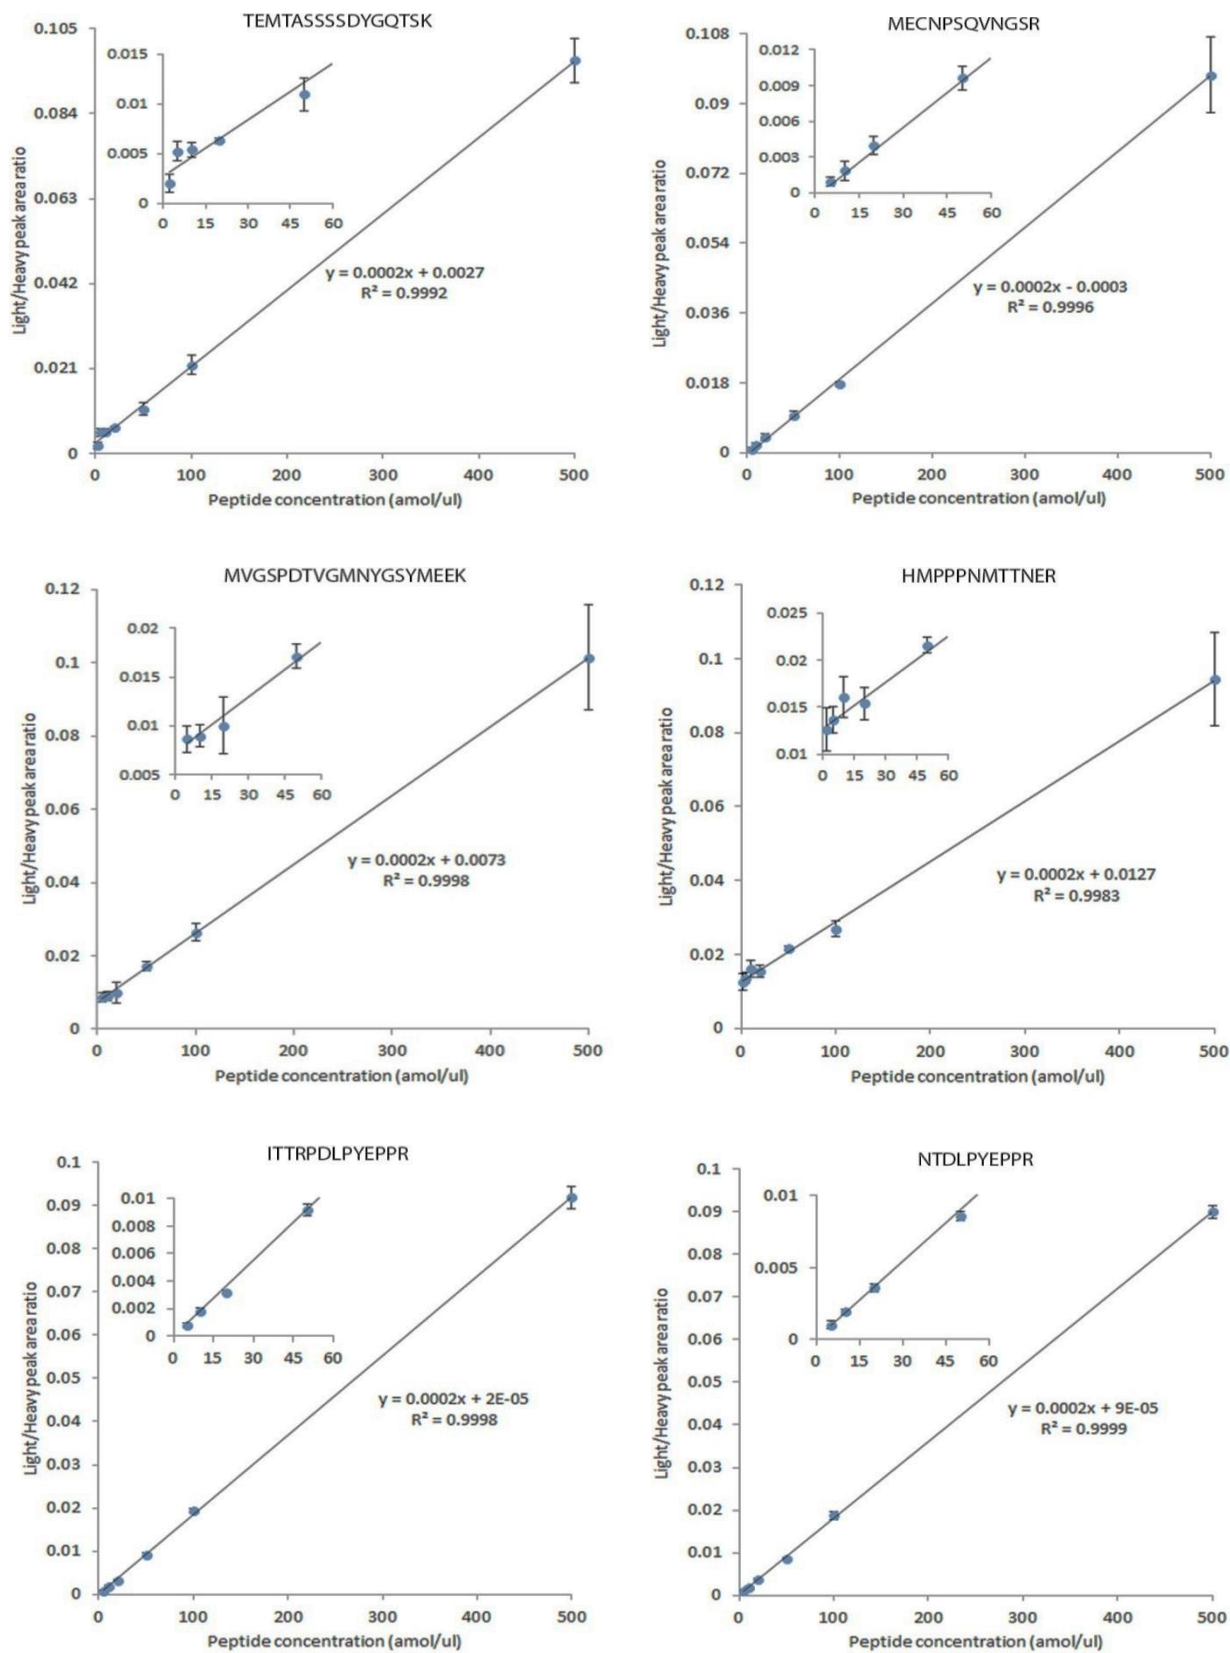 TEMTASSSSDYGQTSK
0.105
0.084
0.063
0.042
0.021
0
Light/Heavy peak area ratio
0.015
0.01
0.005
0
0 15 30 45 60
y = 0.0002x + 0.0027
R² = 0.9992
0 100 200 300 400 500
Peptide concentration (amol/ul)
MECNPSQVNGSR
0.108
0.09
0.072
0.054
0.036
0.018
0
Light/Heavy peak area ratio
0.012
0.009
0.006
0.003
0
0 15 30 45 60
y = 0.0002x - 0.0003
R² = 0.9996
0 100 200 300 400 500
Peptide concentration (amol/ul)
MVGSPDTVGMNYGSYMEEK
0.12
0.1
0.08
0.06
0.04
0.02
0
Light/Heavy peak area ratio
0.02
0.015
0.01
0.005
0 15 30 45 60
y = 0.0002x + 0.0073
R² = 0.9998
0 100 200 300 400 500
Peptide concentration (amol/ul)
HMPPPNMTTNER
0.12
0.1
0.08
0.06
0.04
0.02
0
Light/Heavy peak area ratio
0.025
0.02
0.015
0.01
0 15 30 45 60
y = 0.0002x + 0.0127
R² = 0.9983
0 100 200 300 400 500
Peptide concentration (amol/ul)
ITTRPDLPYEPPR
0.1
0.09
0.08
0.07
0.06
0.05
0.04
0.03
0.02
0.01
0
Light/Heavy peak area ratio
0.01
0.008
0.006
0.004
0.002
0
0 15 30 45 60
y = 0.0002x + 2E-05
R² = 0.9998
0 100 200 300 400 500
Peptide concentration (amol/ul)
NTDLPYEPPR
0.1
0.09
0.08
0.07
0.06
0.05
0.04
0.03
0.02
0.01
0
Light/Heavy peak area ratio
0.01
0.005
0
0 15 30 45 60
y = 0.0002x + 9E-05
R² = 0.9999
0 100 200 300 400 500
Peptide concentration (amol/ul)